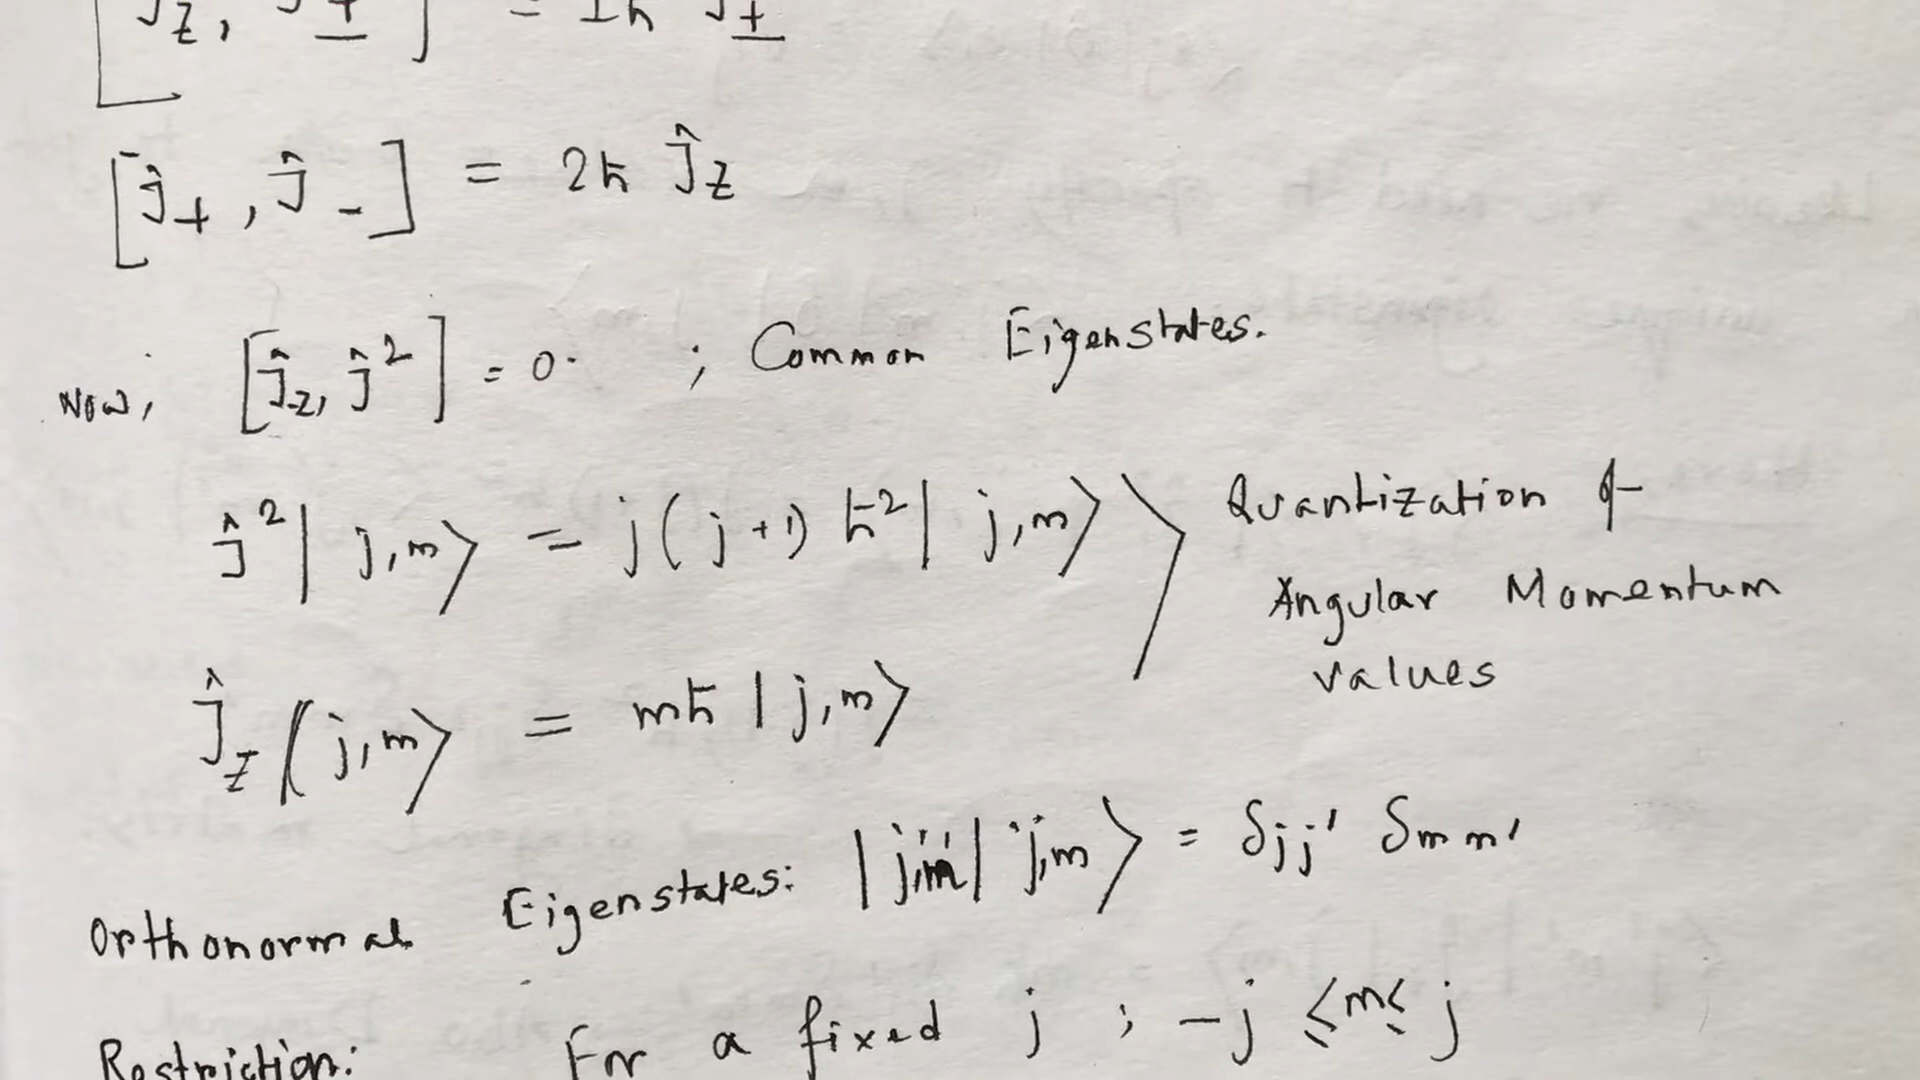 [Ĵz, Ĵ±] = ±ħ Ĵ±
[Ĵ+, Ĵ-] = 2ħ Ĵz
Now, [Ĵz, Ĵ²] = 0. ; Common Eigenstates.
Ĵ² | j,m⟩ = j(j+1) ħ² | j,m⟩ Quantization of
Angular Momentum
values
Ĵz | j,m⟩ = mħ | j,m⟩
Orthonormal Eigenstates: | j',m' | j,m⟩ = δjj' δmm'
Restriction: For a fixed j ; -j ≤ m ≤ j